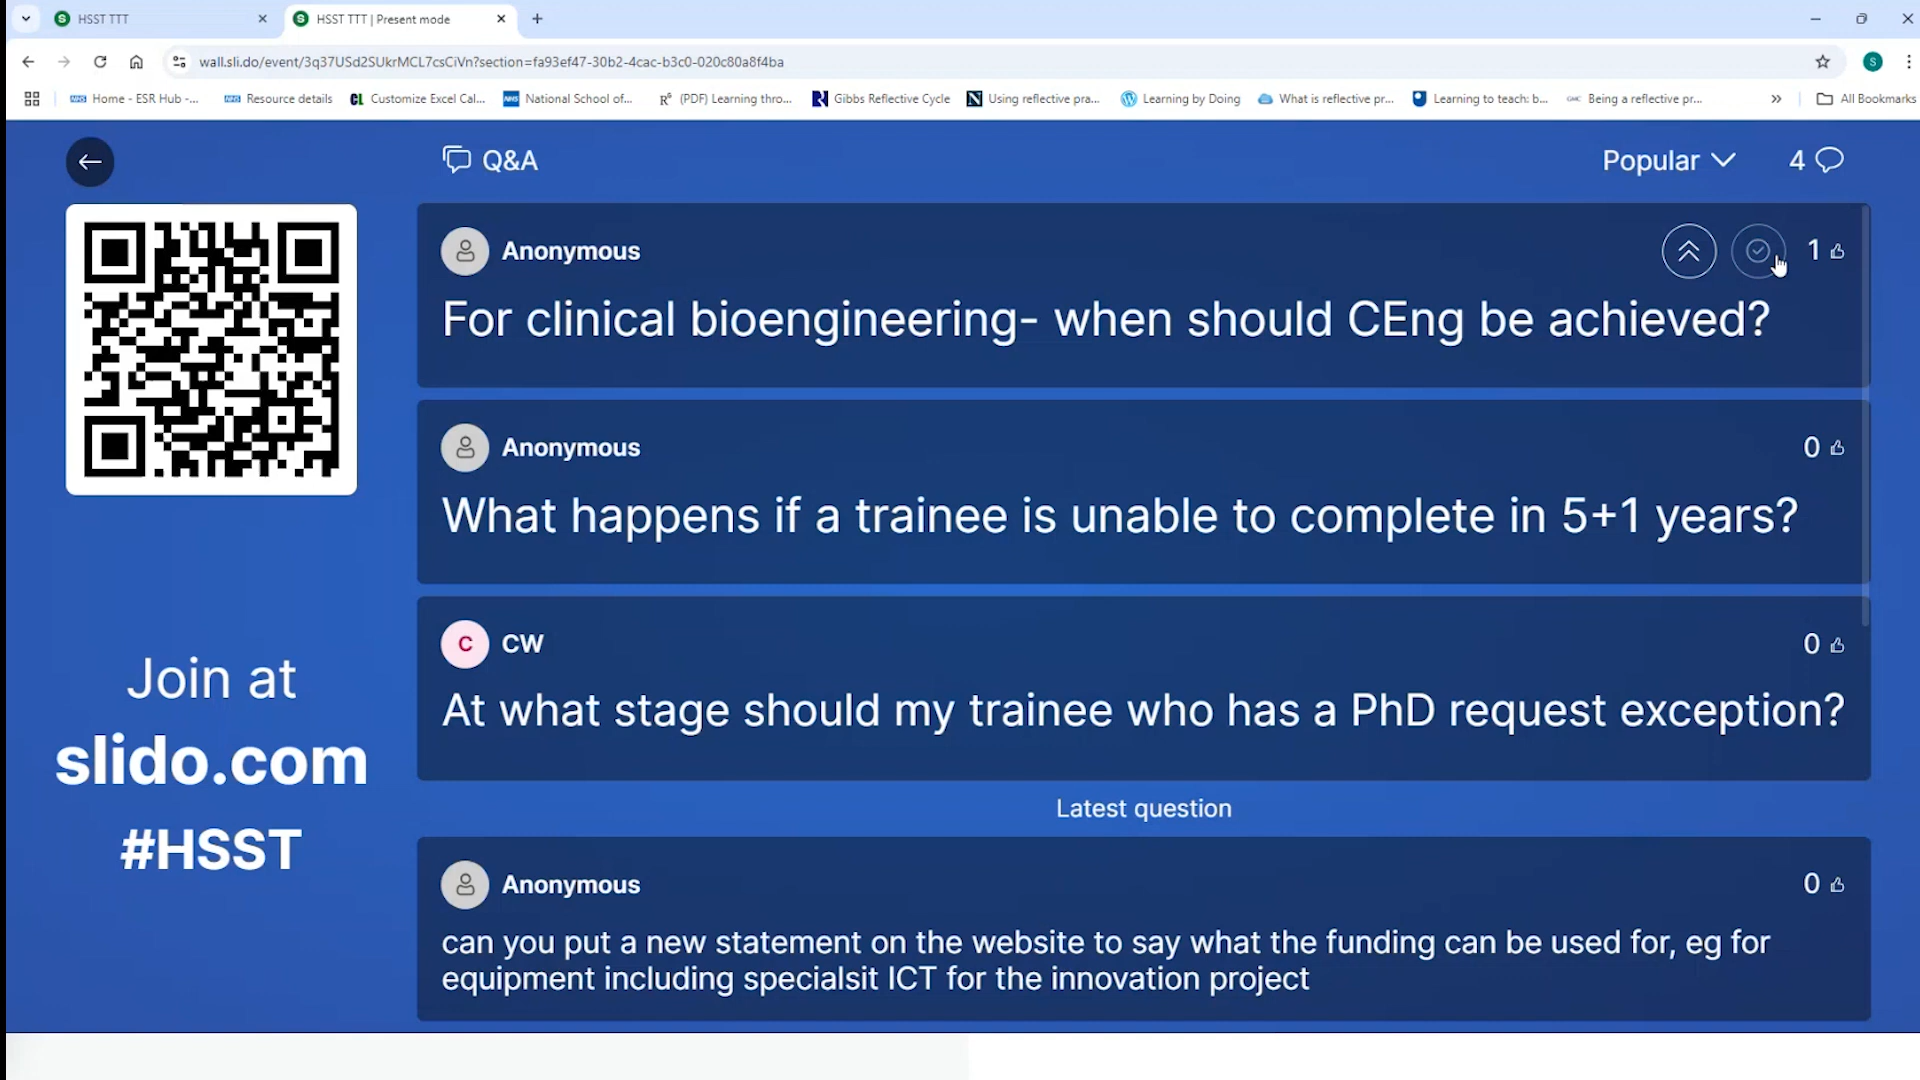 HSST TTT
HSST TTT | Present mode
wall.sli.do/event/3q37USd2SUkrMCL7csCiVn?section=fa93ef47-30b2-4cac-b3c0-020c80a8f4ba
S
Home - ESR Hub -...
Resource details
Customize Excel Cal...
National School of...
(PDF) Learning thro...
Gibbs Reflective Cycle
Using reflective pra...
Learning by Doing
What is reflective pr...
Learning to teach: b...
Being a reflective pr...
All Bookmarks
Q&A
Popular
4
Anonymous
1
For clinical bioengineering- when should CEng be achieved?
Anonymous
0
What happens if a trainee is unable to complete in 5+1 years?
C
CW
0
At what stage should my trainee who has a PhD request exception?
Latest question
Anonymous
0
can you put a new statement on the website to say what the funding can be used for, eg for
equipment including specialsit ICT for the innovation project
Join at
slido.com
#HSST